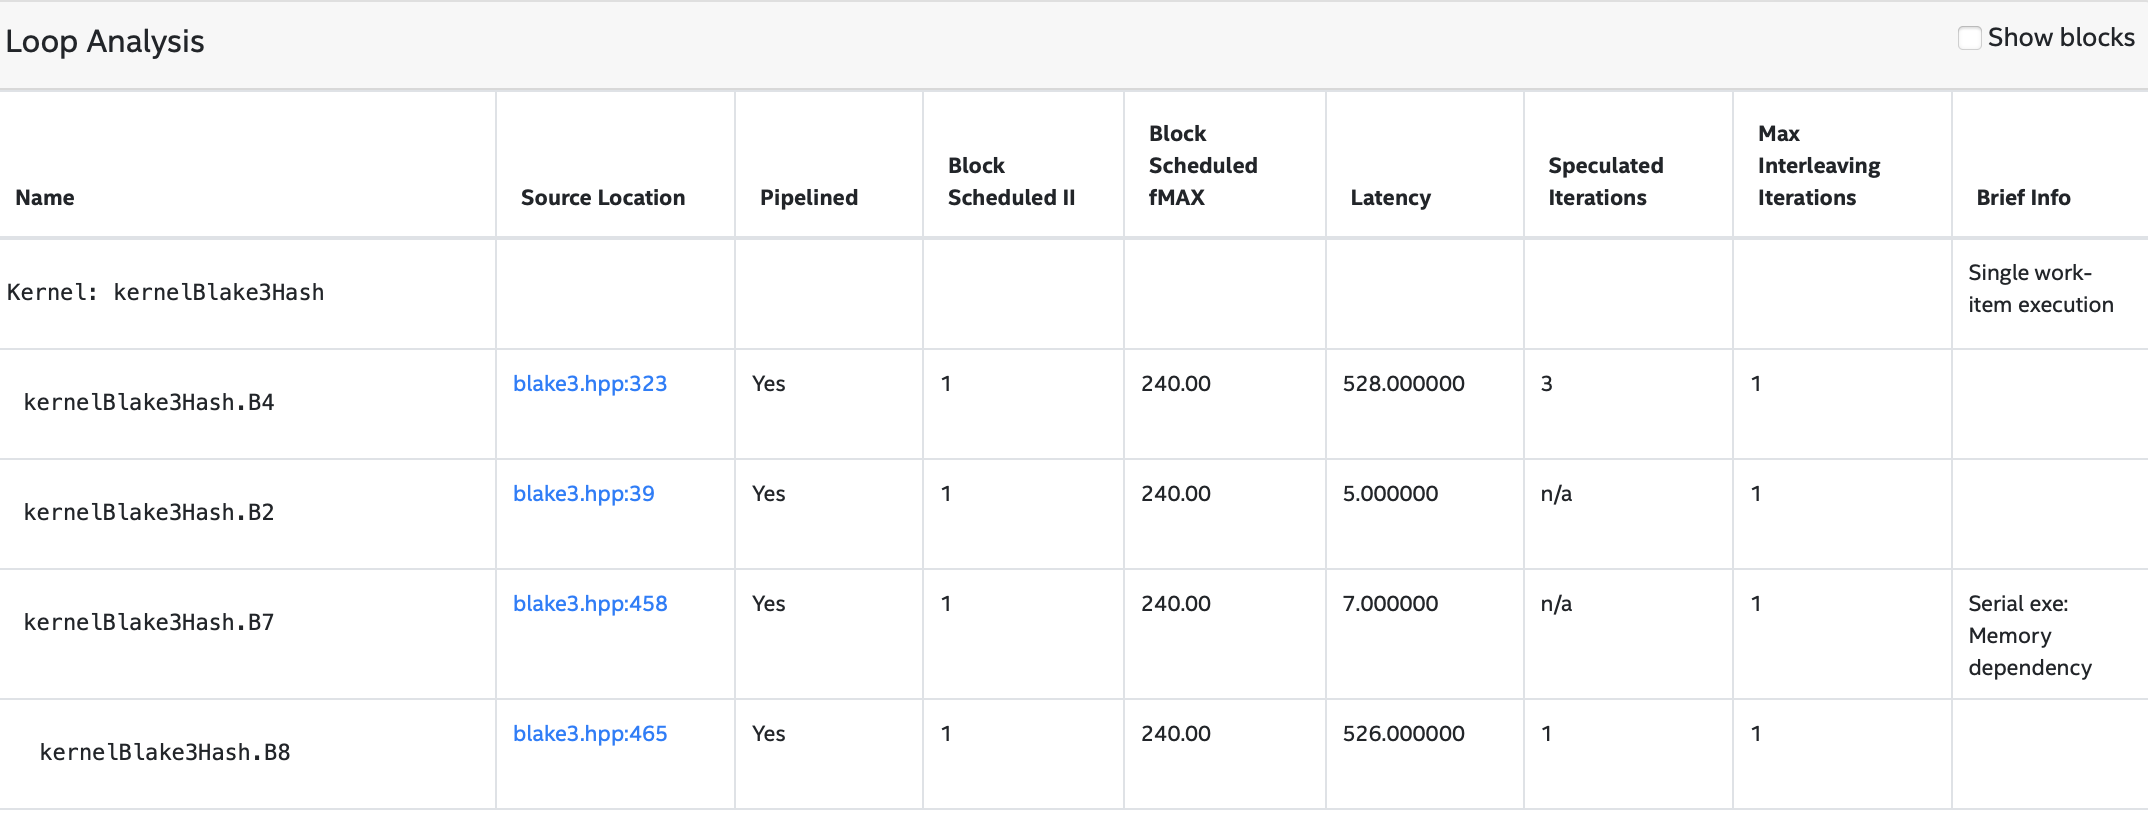 Loop Analysis
Show blocks
Name
Source Location
Pipelined
Block
Scheduled II
Block
Scheduled
fMAX
Latency
Speculated
Iterations
Max
Interleaving
Iterations
Brief Info
Kernel: kernelBlake3Hash
Single work-
item execution
kernelBlake3Hash.B4
blake3.hpp:323
Yes
1
240.00
528.000000
3
1
kernelBlake3Hash.B2
blake3.hpp:39
Yes
1
240.00
5.000000
n/a
1
kernelBlake3Hash.B7
blake3.hpp:458
Yes
1
240.00
7.000000
n/a
1
Serial exe:
Memory
dependency
kernelBlake3Hash.B8
blake3.hpp:465
Yes
1
240.00
526.000000
1
1